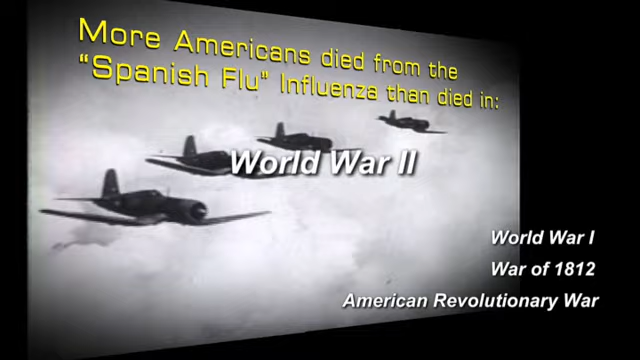 More Americans died from the
"Spanish Flu" Influenza than died in:
World War II
World War I
War of 1812
American Revolutionary War